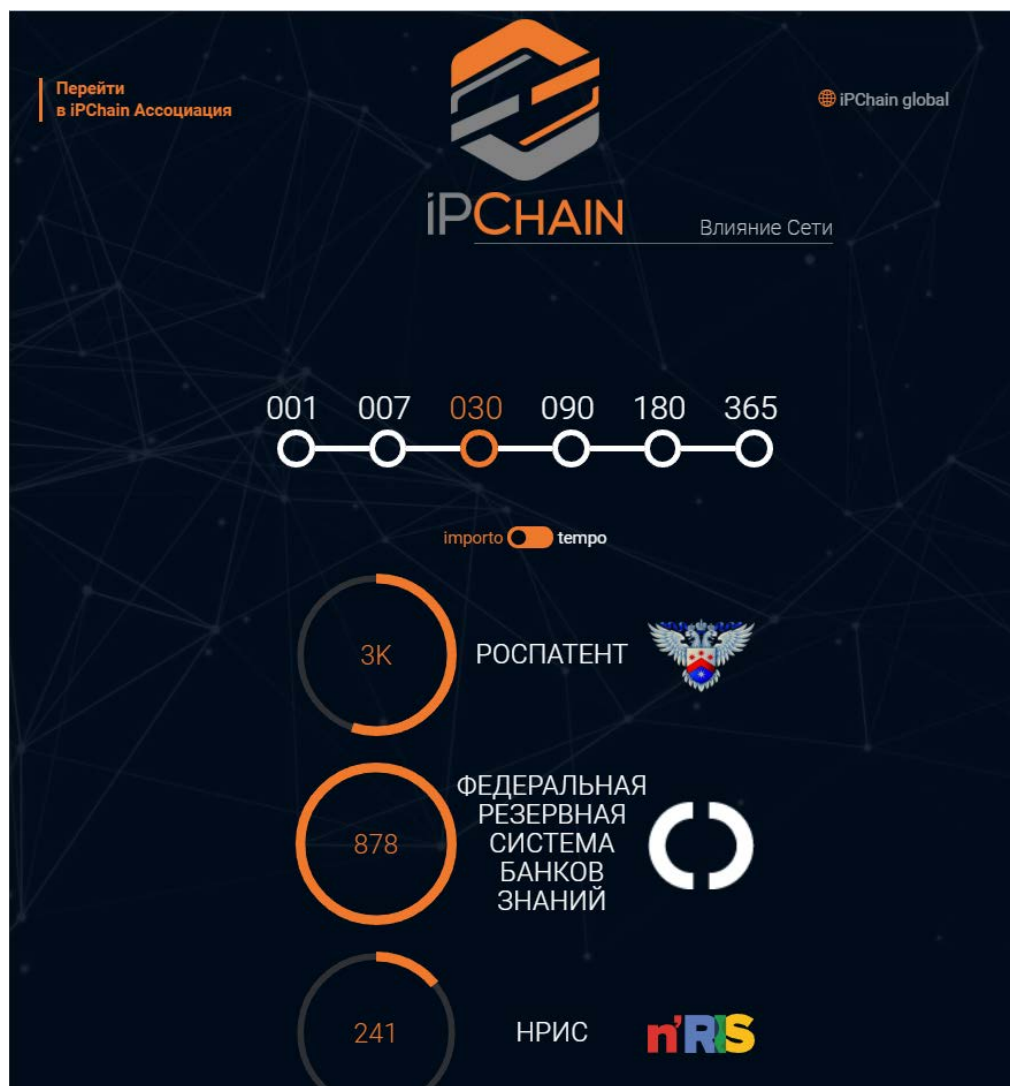 Перейти
в iPChain Ассоциация
iPChain global
iPCHAIN
Влияние Сети
001 007 030 090 180 365
importo tempo
3K
РОСПАТЕНТ
878
ФЕДЕРАЛЬНАЯ
РЕЗЕРВНАЯ
СИСТЕМА
БАНКОВ
ЗНАНИЙ
241
НРИС
n'RIS